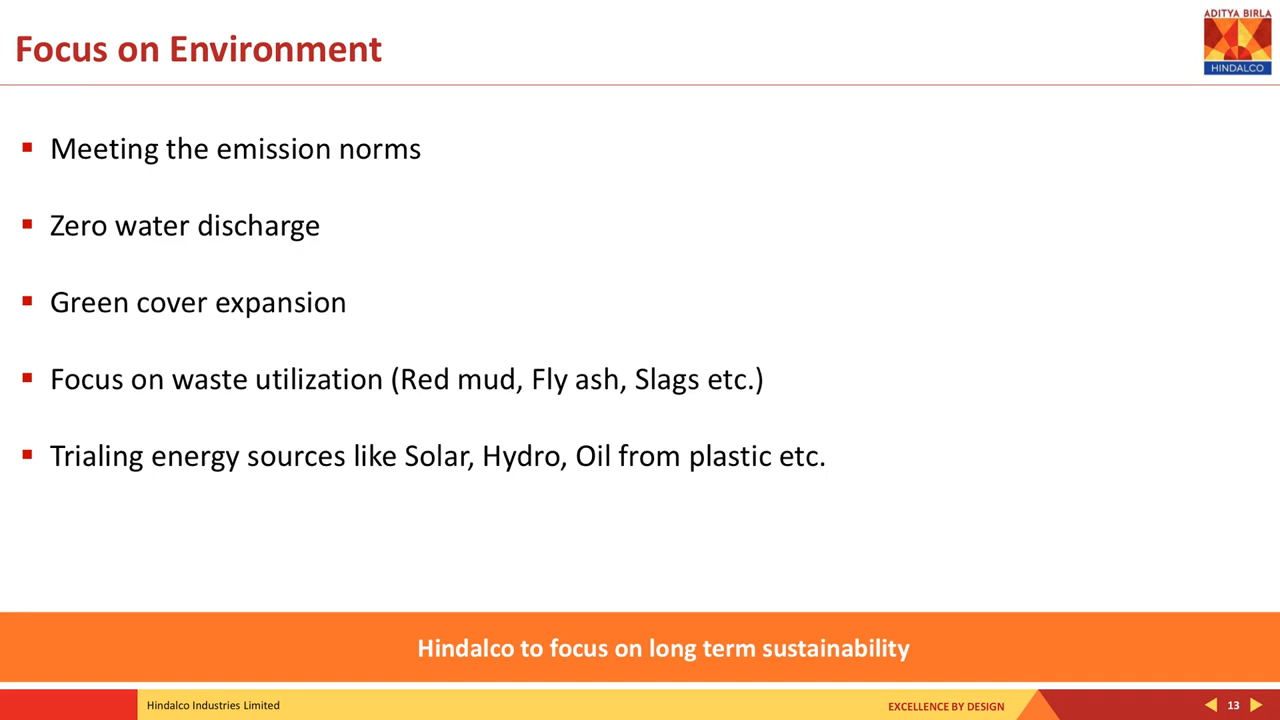 Focus on Environment
ADITYA BIRLA
HINDALCO
▪ Meeting the emission norms
▪ Zero water discharge
▪ Green cover expansion
▪ Focus on waste utilization (Red mud, Fly ash, Slags etc.)
▪ Trialing energy sources like Solar, Hydro, Oil from plastic etc.
Hindalco to focus on long term sustainability
Hindalco Industries Limited
EXCELLENCE BY DESIGN
13